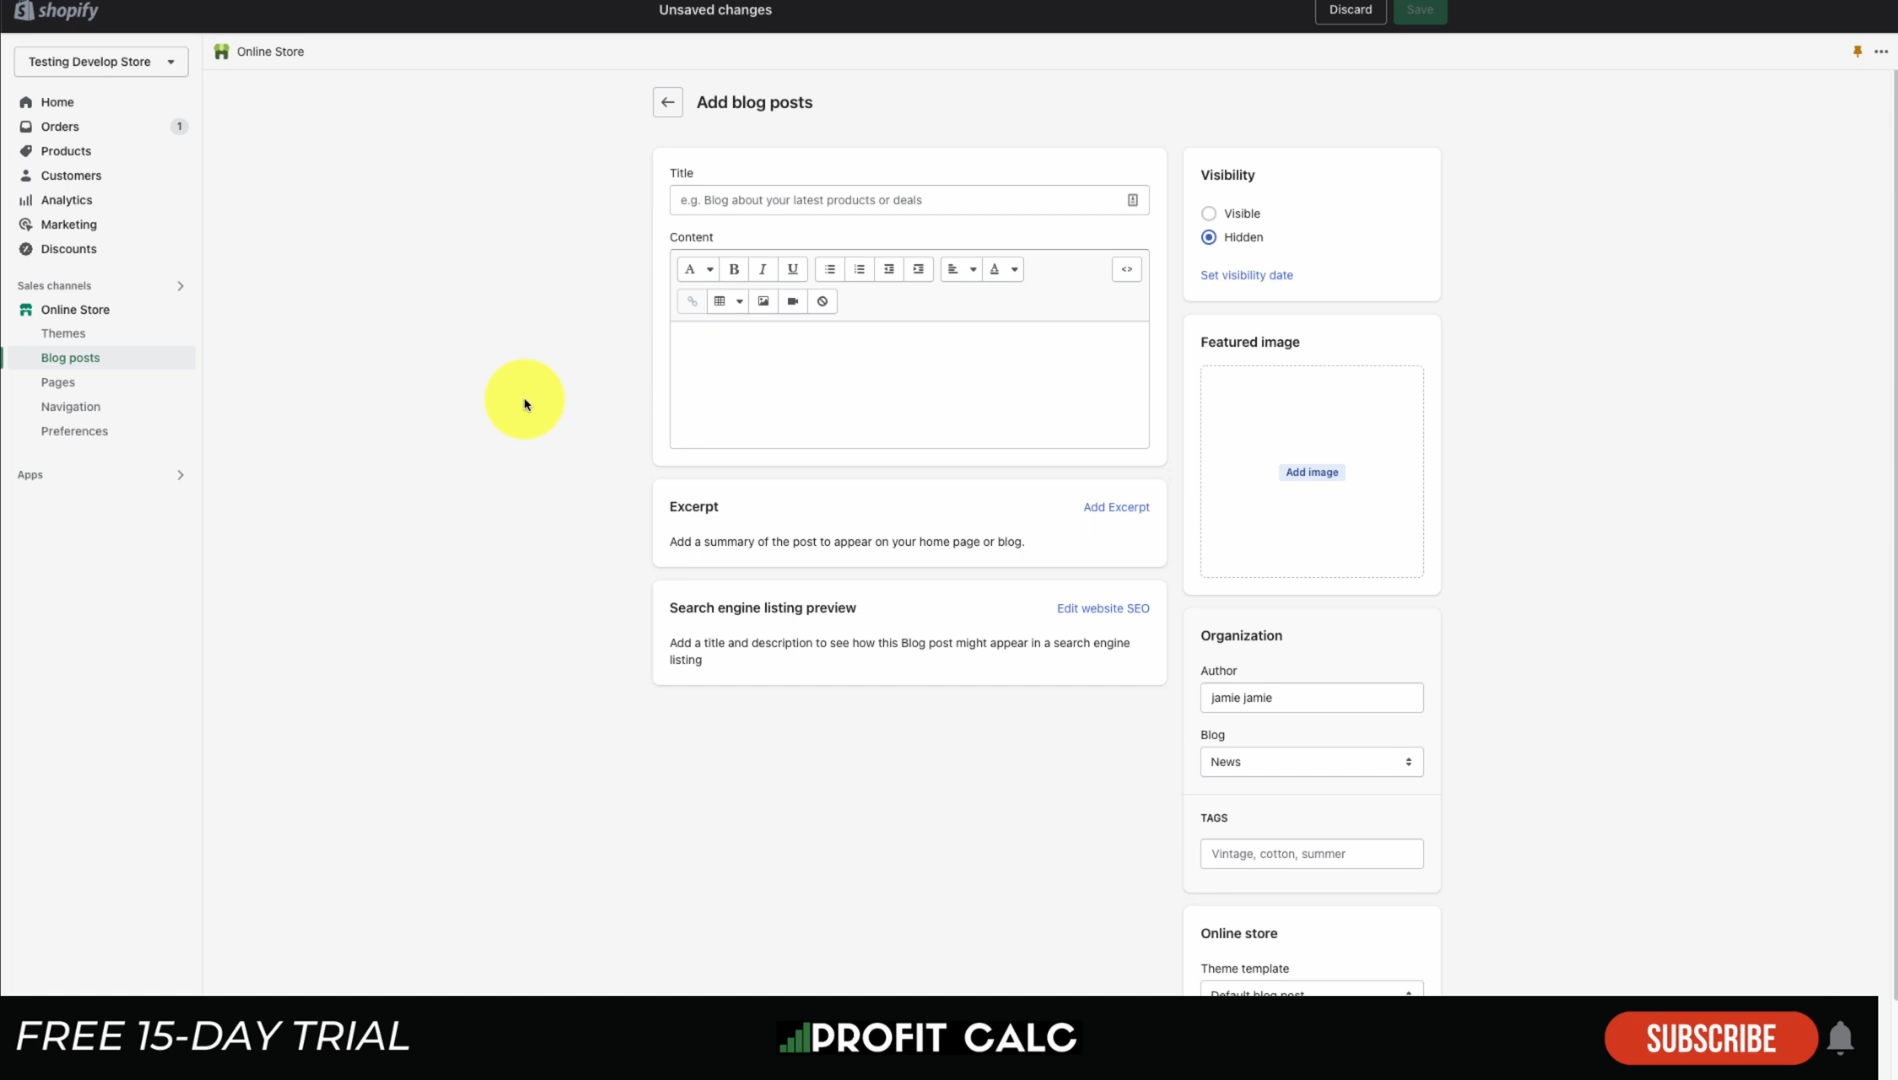 shopify
Unsaved changes
Discard
Save
Testing Develop Store
Online Store
Home
Orders
1
Products
Customers
Analytics
Marketing
Discounts
Sales channels
Online Store
Themes
Blog posts
Pages
Navigation
Preferences
Apps
Add blog posts
Title
e.g. Blog about your latest products or deals
Content
A
B
I
U
A
<>
Excerpt
Add Excerpt
Add a summary of the post to appear on your home page or blog.
Search engine listing preview
Edit website SEO
Add a title and description to see how this Blog post might appear in a search engine
listing
Visibility
Visible
Hidden
Set visibility date
Featured image
Add image
Organization
Author
jamie jamie
Blog
News
TAGS
Vintage, cotton, summer
Online store
Theme template
Default blog post
FREE 15-DAY TRIAL
PROFIT CALC
SUBSCRIBE